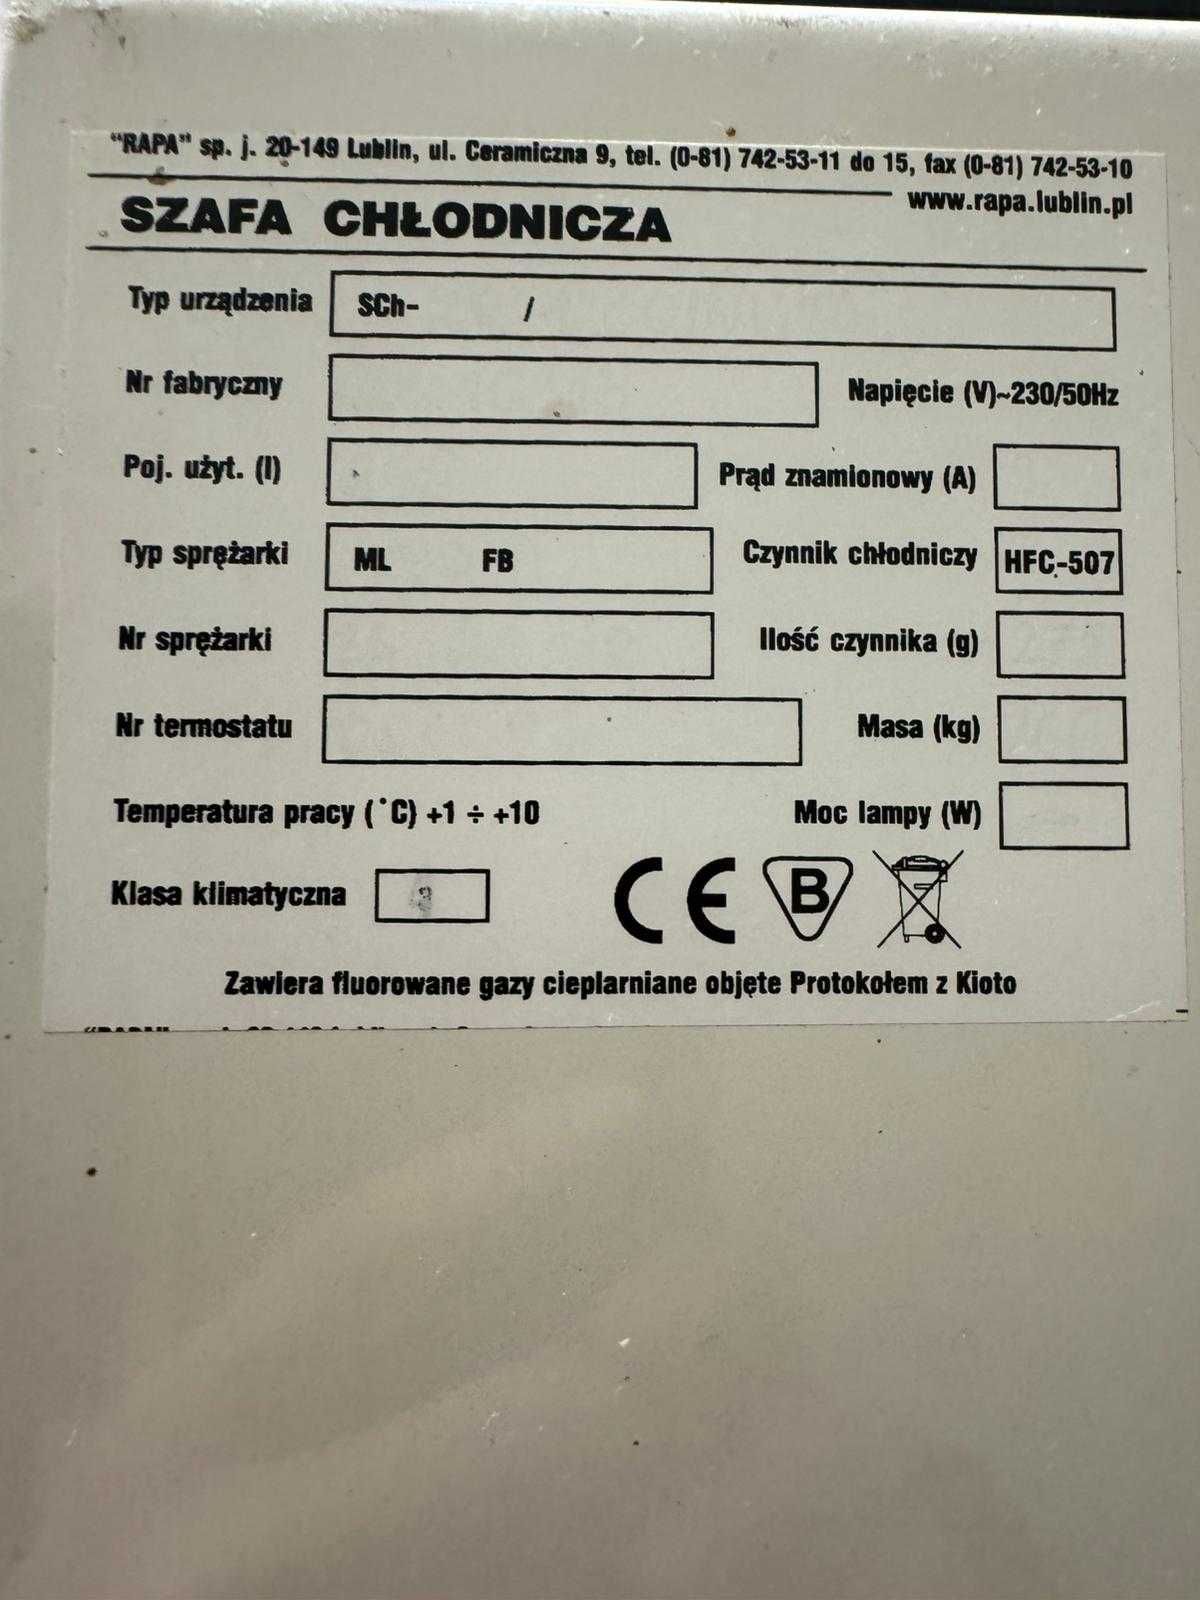 "RAPA" sp. j. 20-149 Lublin, ul. Ceramiczna 9, tel. (0-81) 742-53-11 do 15, fax (0-81) 742-53-10
www.rapa.lublin.pl
SZAFA CHŁODNICZA
Typ urządzenia SCh- /
Nr fabryczny Napięcie (V)~230/50Hz
Poj. użyt. (l) Prąd znamionowy (A)
Typ sprężarki ML FB Czynnik chłodniczy HFC-507
Nr sprężarki Ilość czynnika (g)
Nr termostatu Masa (kg)
Temperatura pracy (°C) +1 ÷ +10 Moc lampy (W)
Klasa klimatyczna CE B
Zawiera fluorowane gazy cieplarniane objęte Protokołem z Kioto